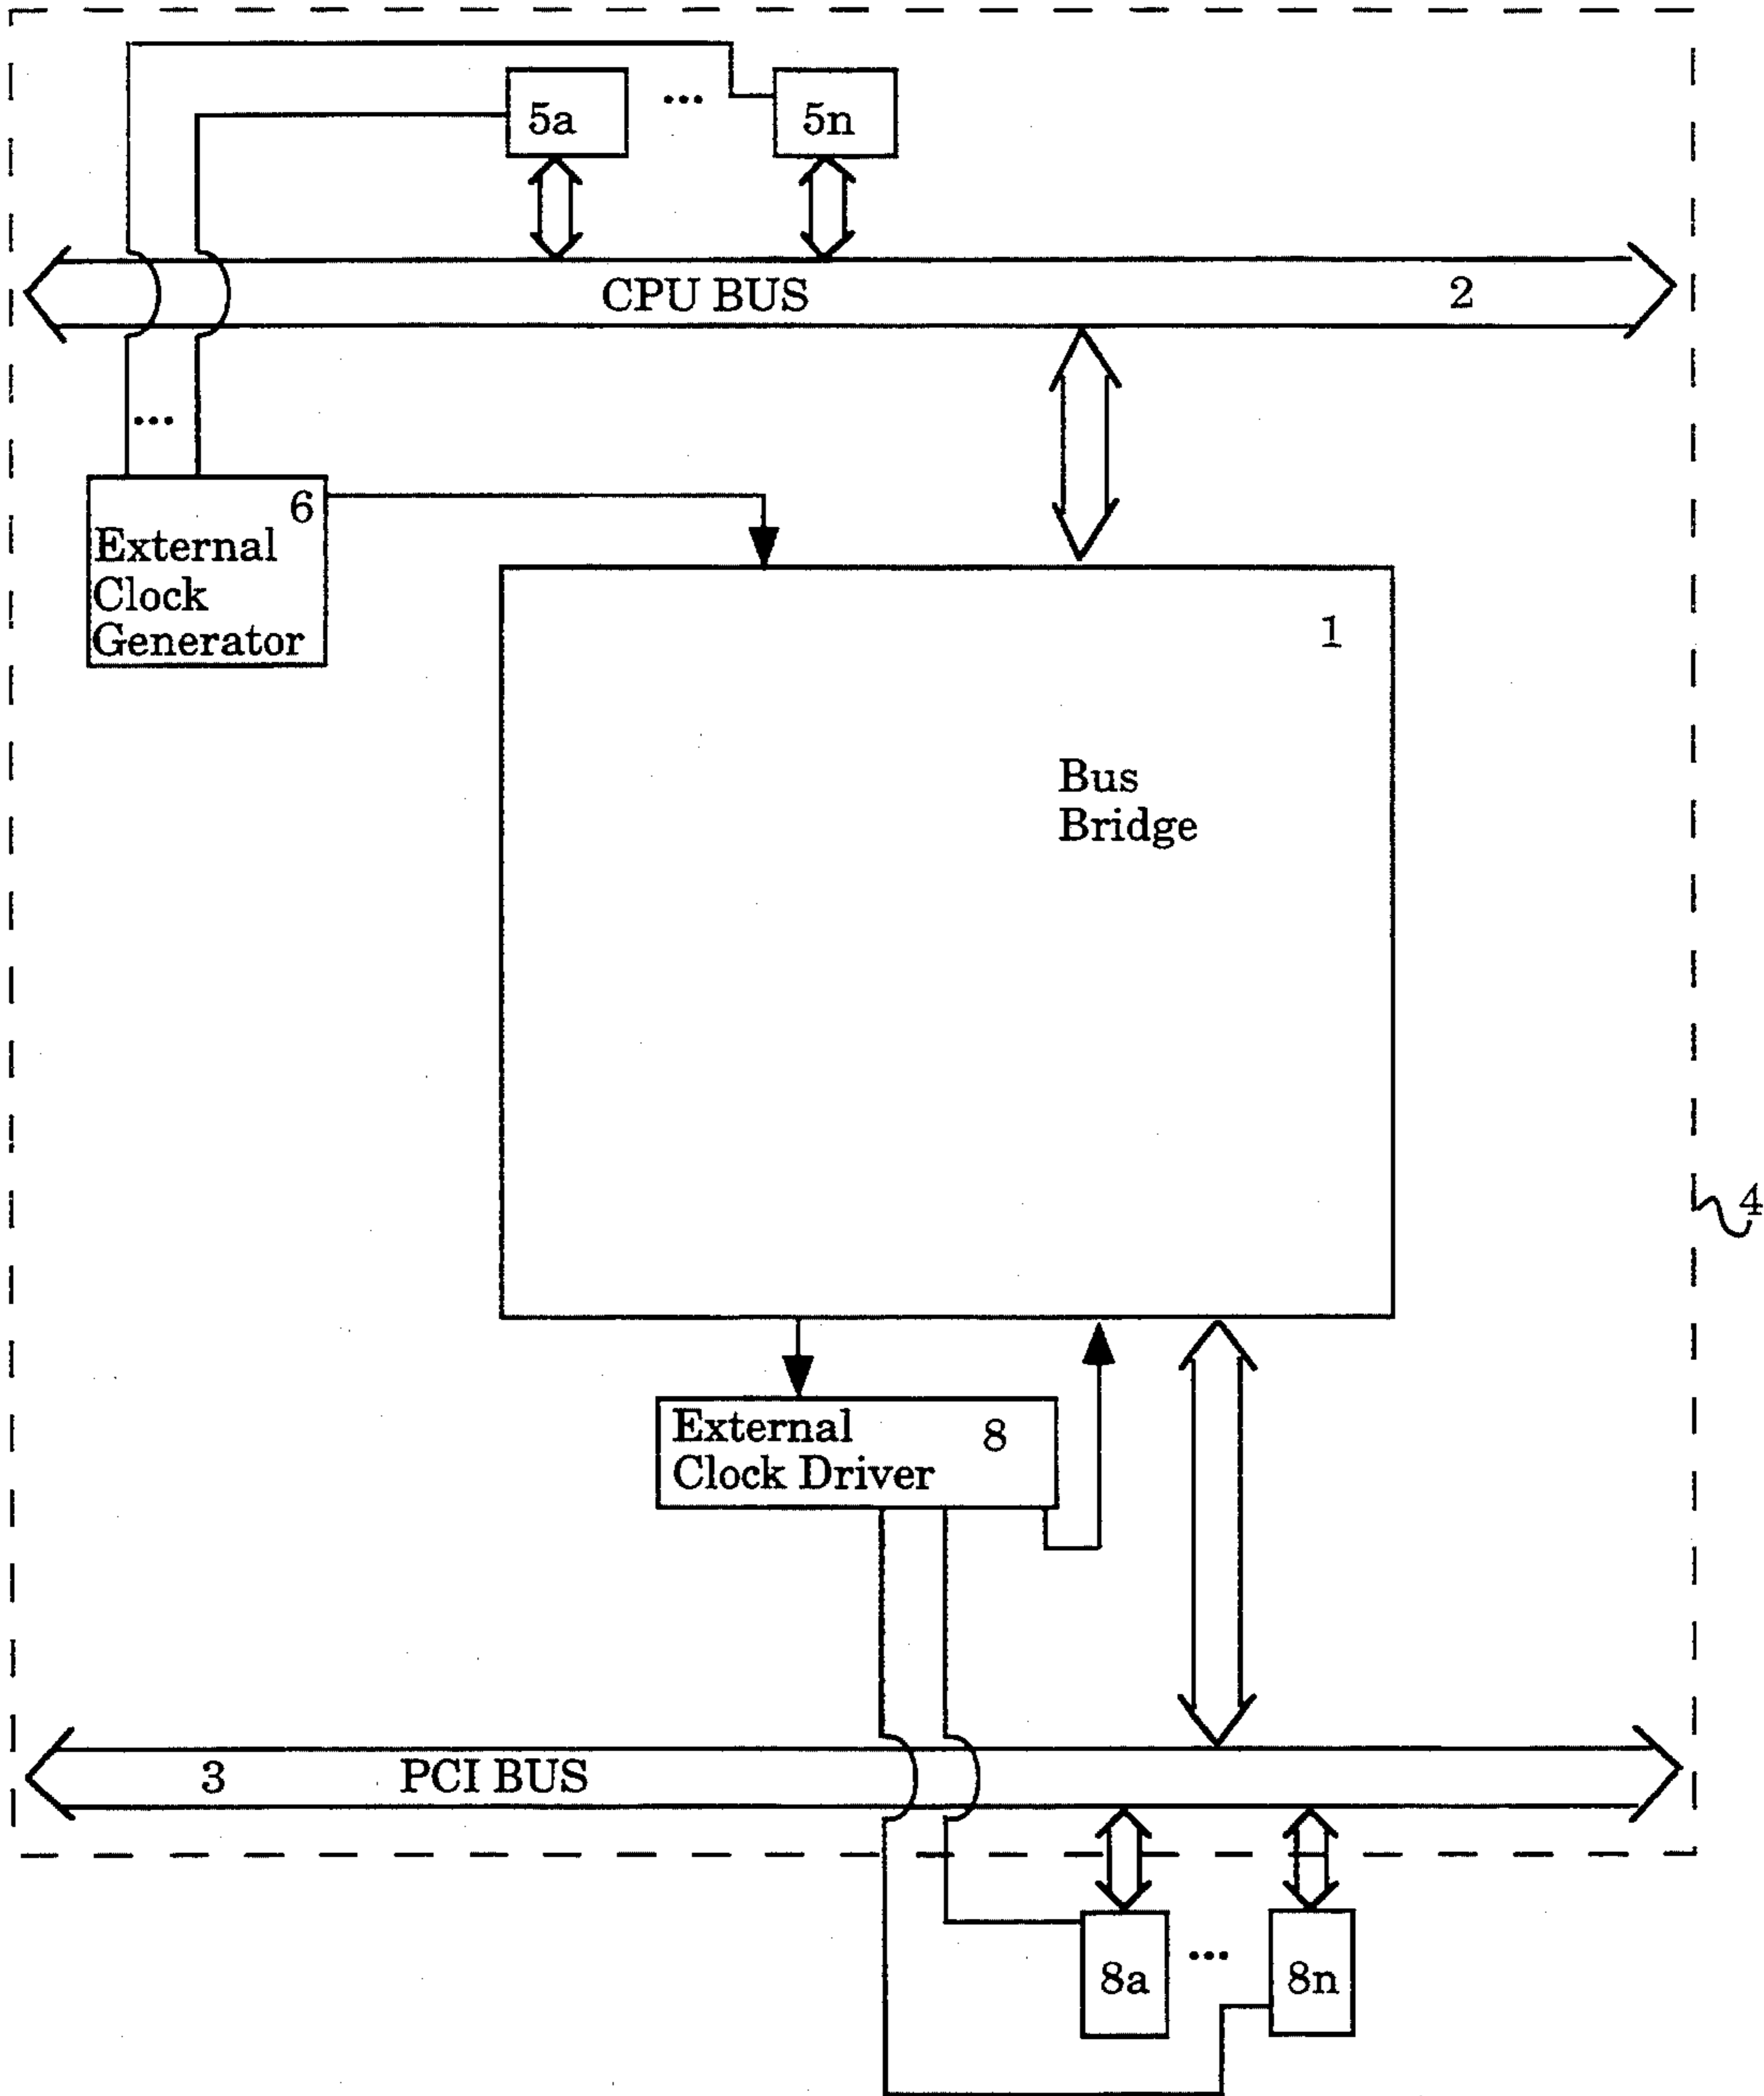 5a
...
5n
CPU BUS
2
...
6
External
Clock
Generator
1
Bus
Bridge
4
External
8
Clock Driver
3
PCI BUS
8a
...
8n